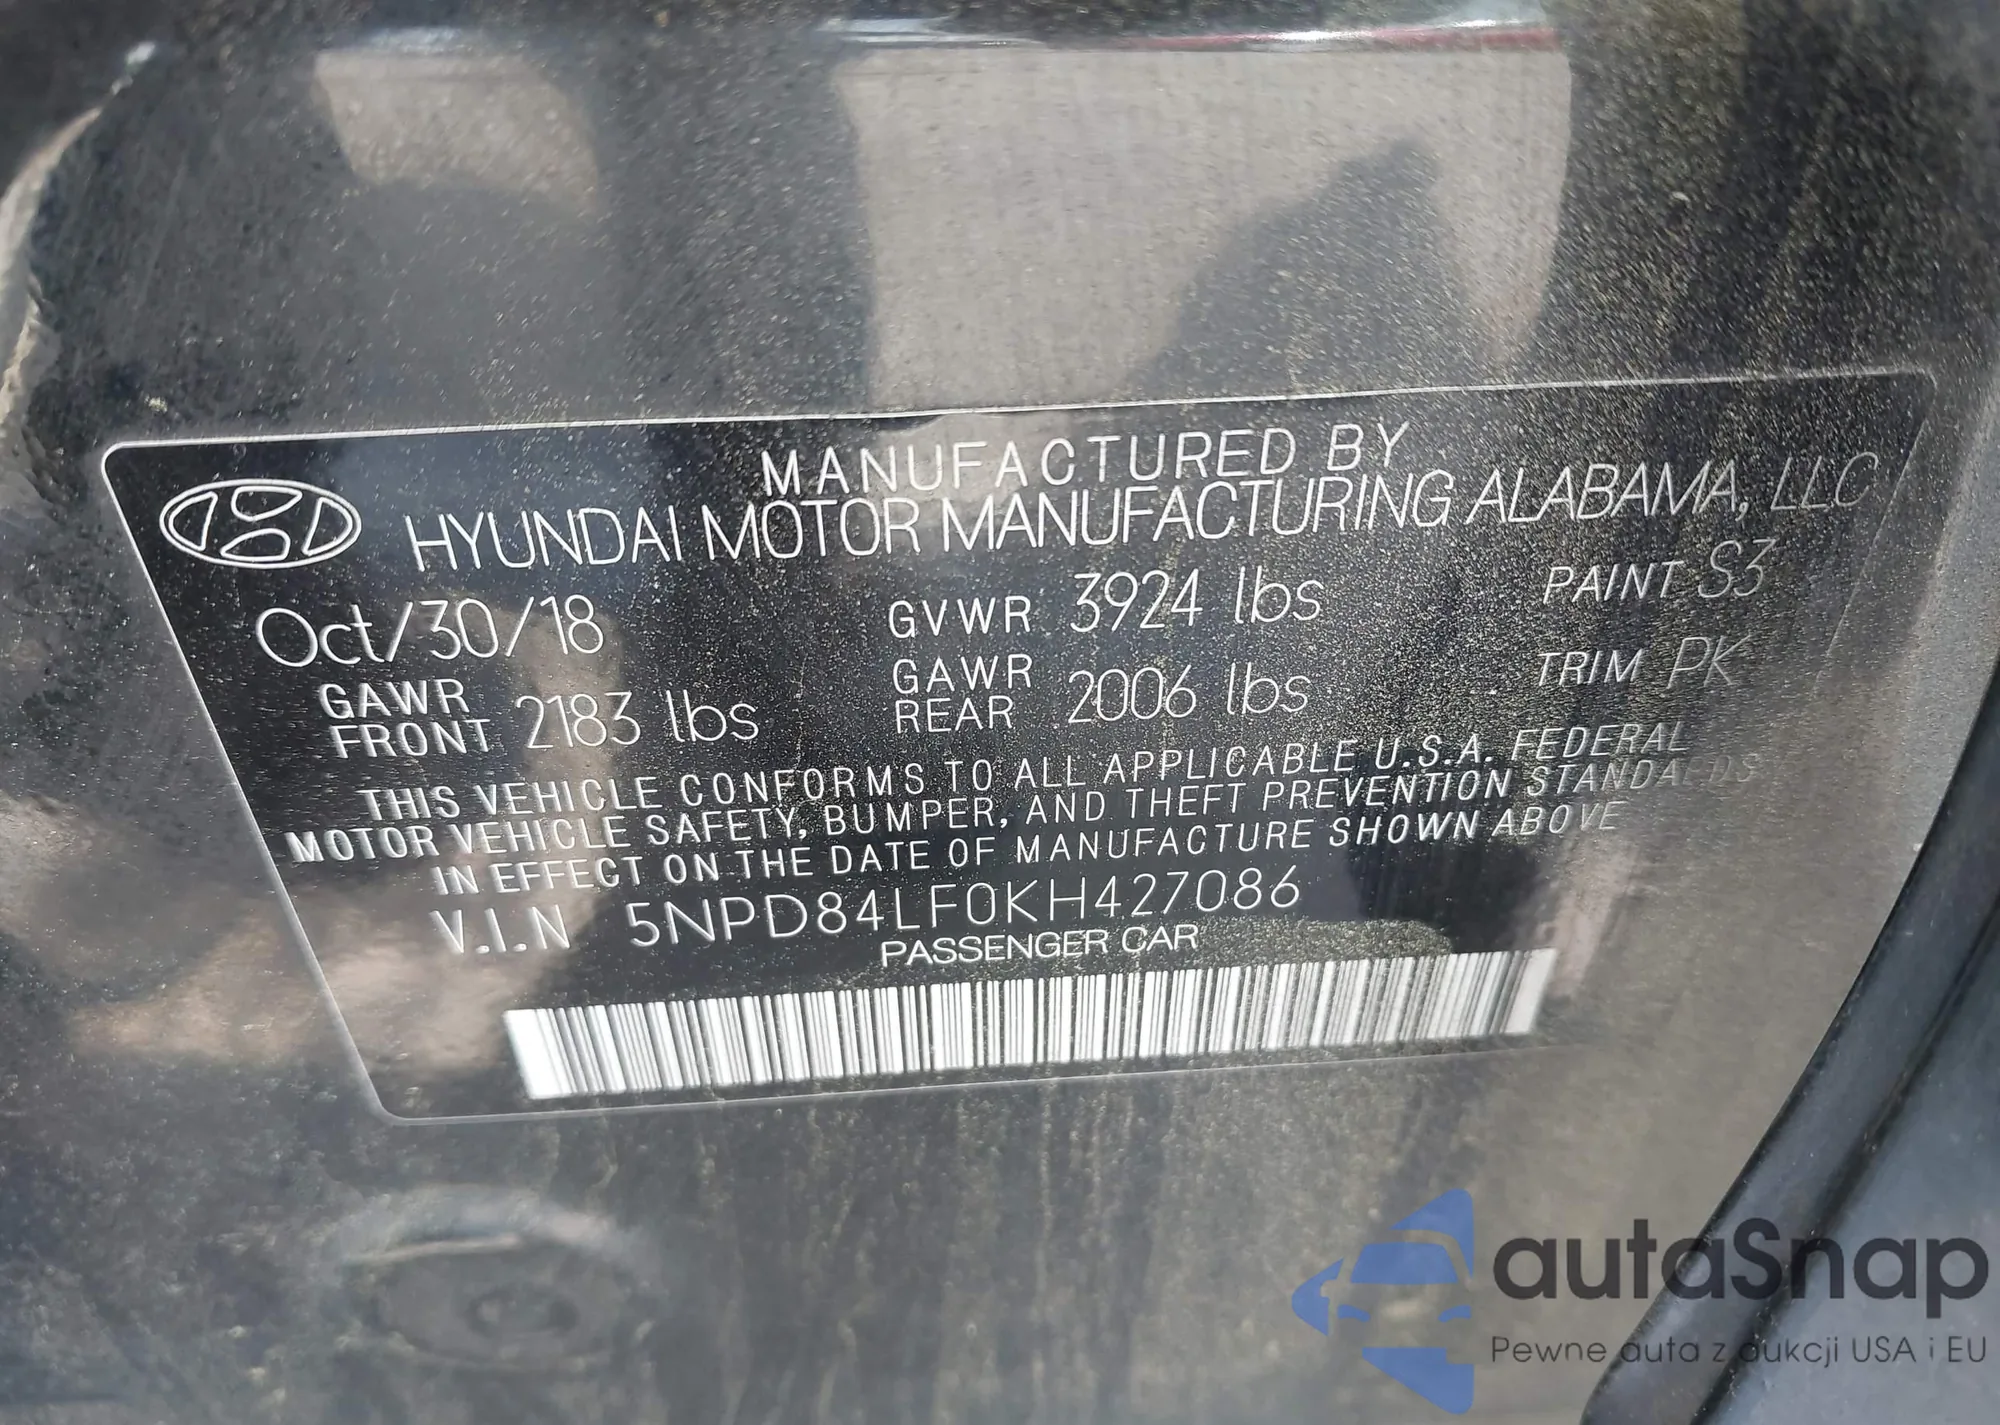 MANUFACTURED BY
HYUNDAI MOTOR MANUFACTURING ALABAMA, LLC
Oct/30/18 GVWR 3924 lbs PAINT S3
GAWR FRONT 2183 lbs GAWR REAR 2006 lbs TRIM PK
THIS VEHICLE CONFORMS TO ALL APPLICABLE U.S.A. FEDERAL
MOTOR VEHICLE SAFETY, BUMPER, AND THEFT PREVENTION STANDARDS
IN EFFECT ON THE DATE OF MANUFACTURE SHOWN ABOVE
V.I.N 5NPD84LF0KH427086
PASSENGER CAR
autaSnap
Pewne auta z aukcji USA i EU